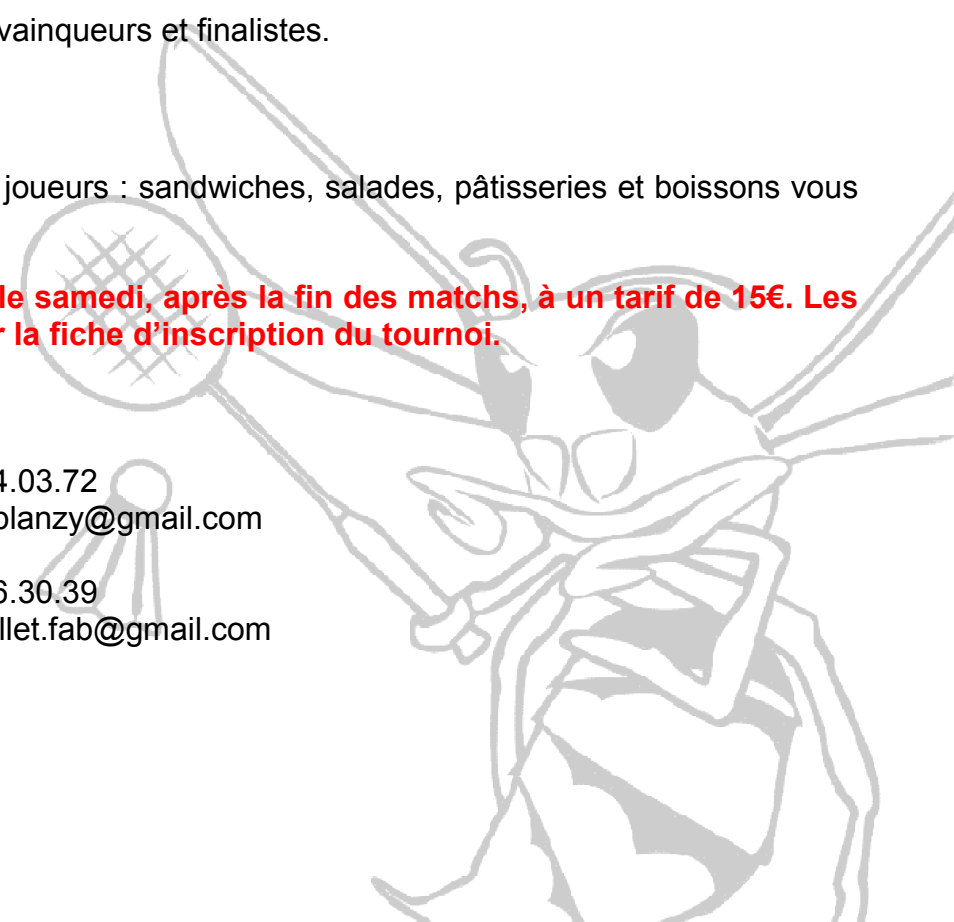 vainqueurs et finalistes.
joueurs : sandwiches, salades, pâtisseries et boissons vous
le samedi, après la fin des matchs, à un tarif de 15€. Les
la fiche d’inscription du tournoi.
4.03.72
blanzy@gmail.com
6.30.39
llet.fab@gmail.com